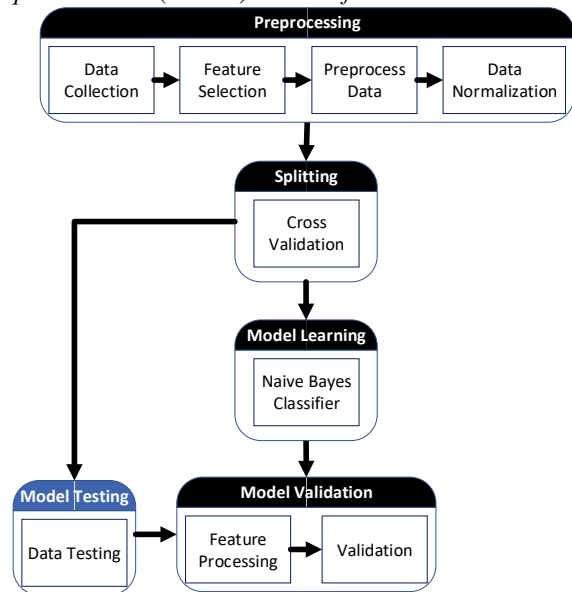 Preprocessing
Data
Collection
Feature
Selection
Preprocess
Data
Data
Normalization
Splitting
Cross
Validation
Model Learning
Naive Bayes
Classifier
Model Testing
Data Testing
Model Validation
Feature
Processing
Validation